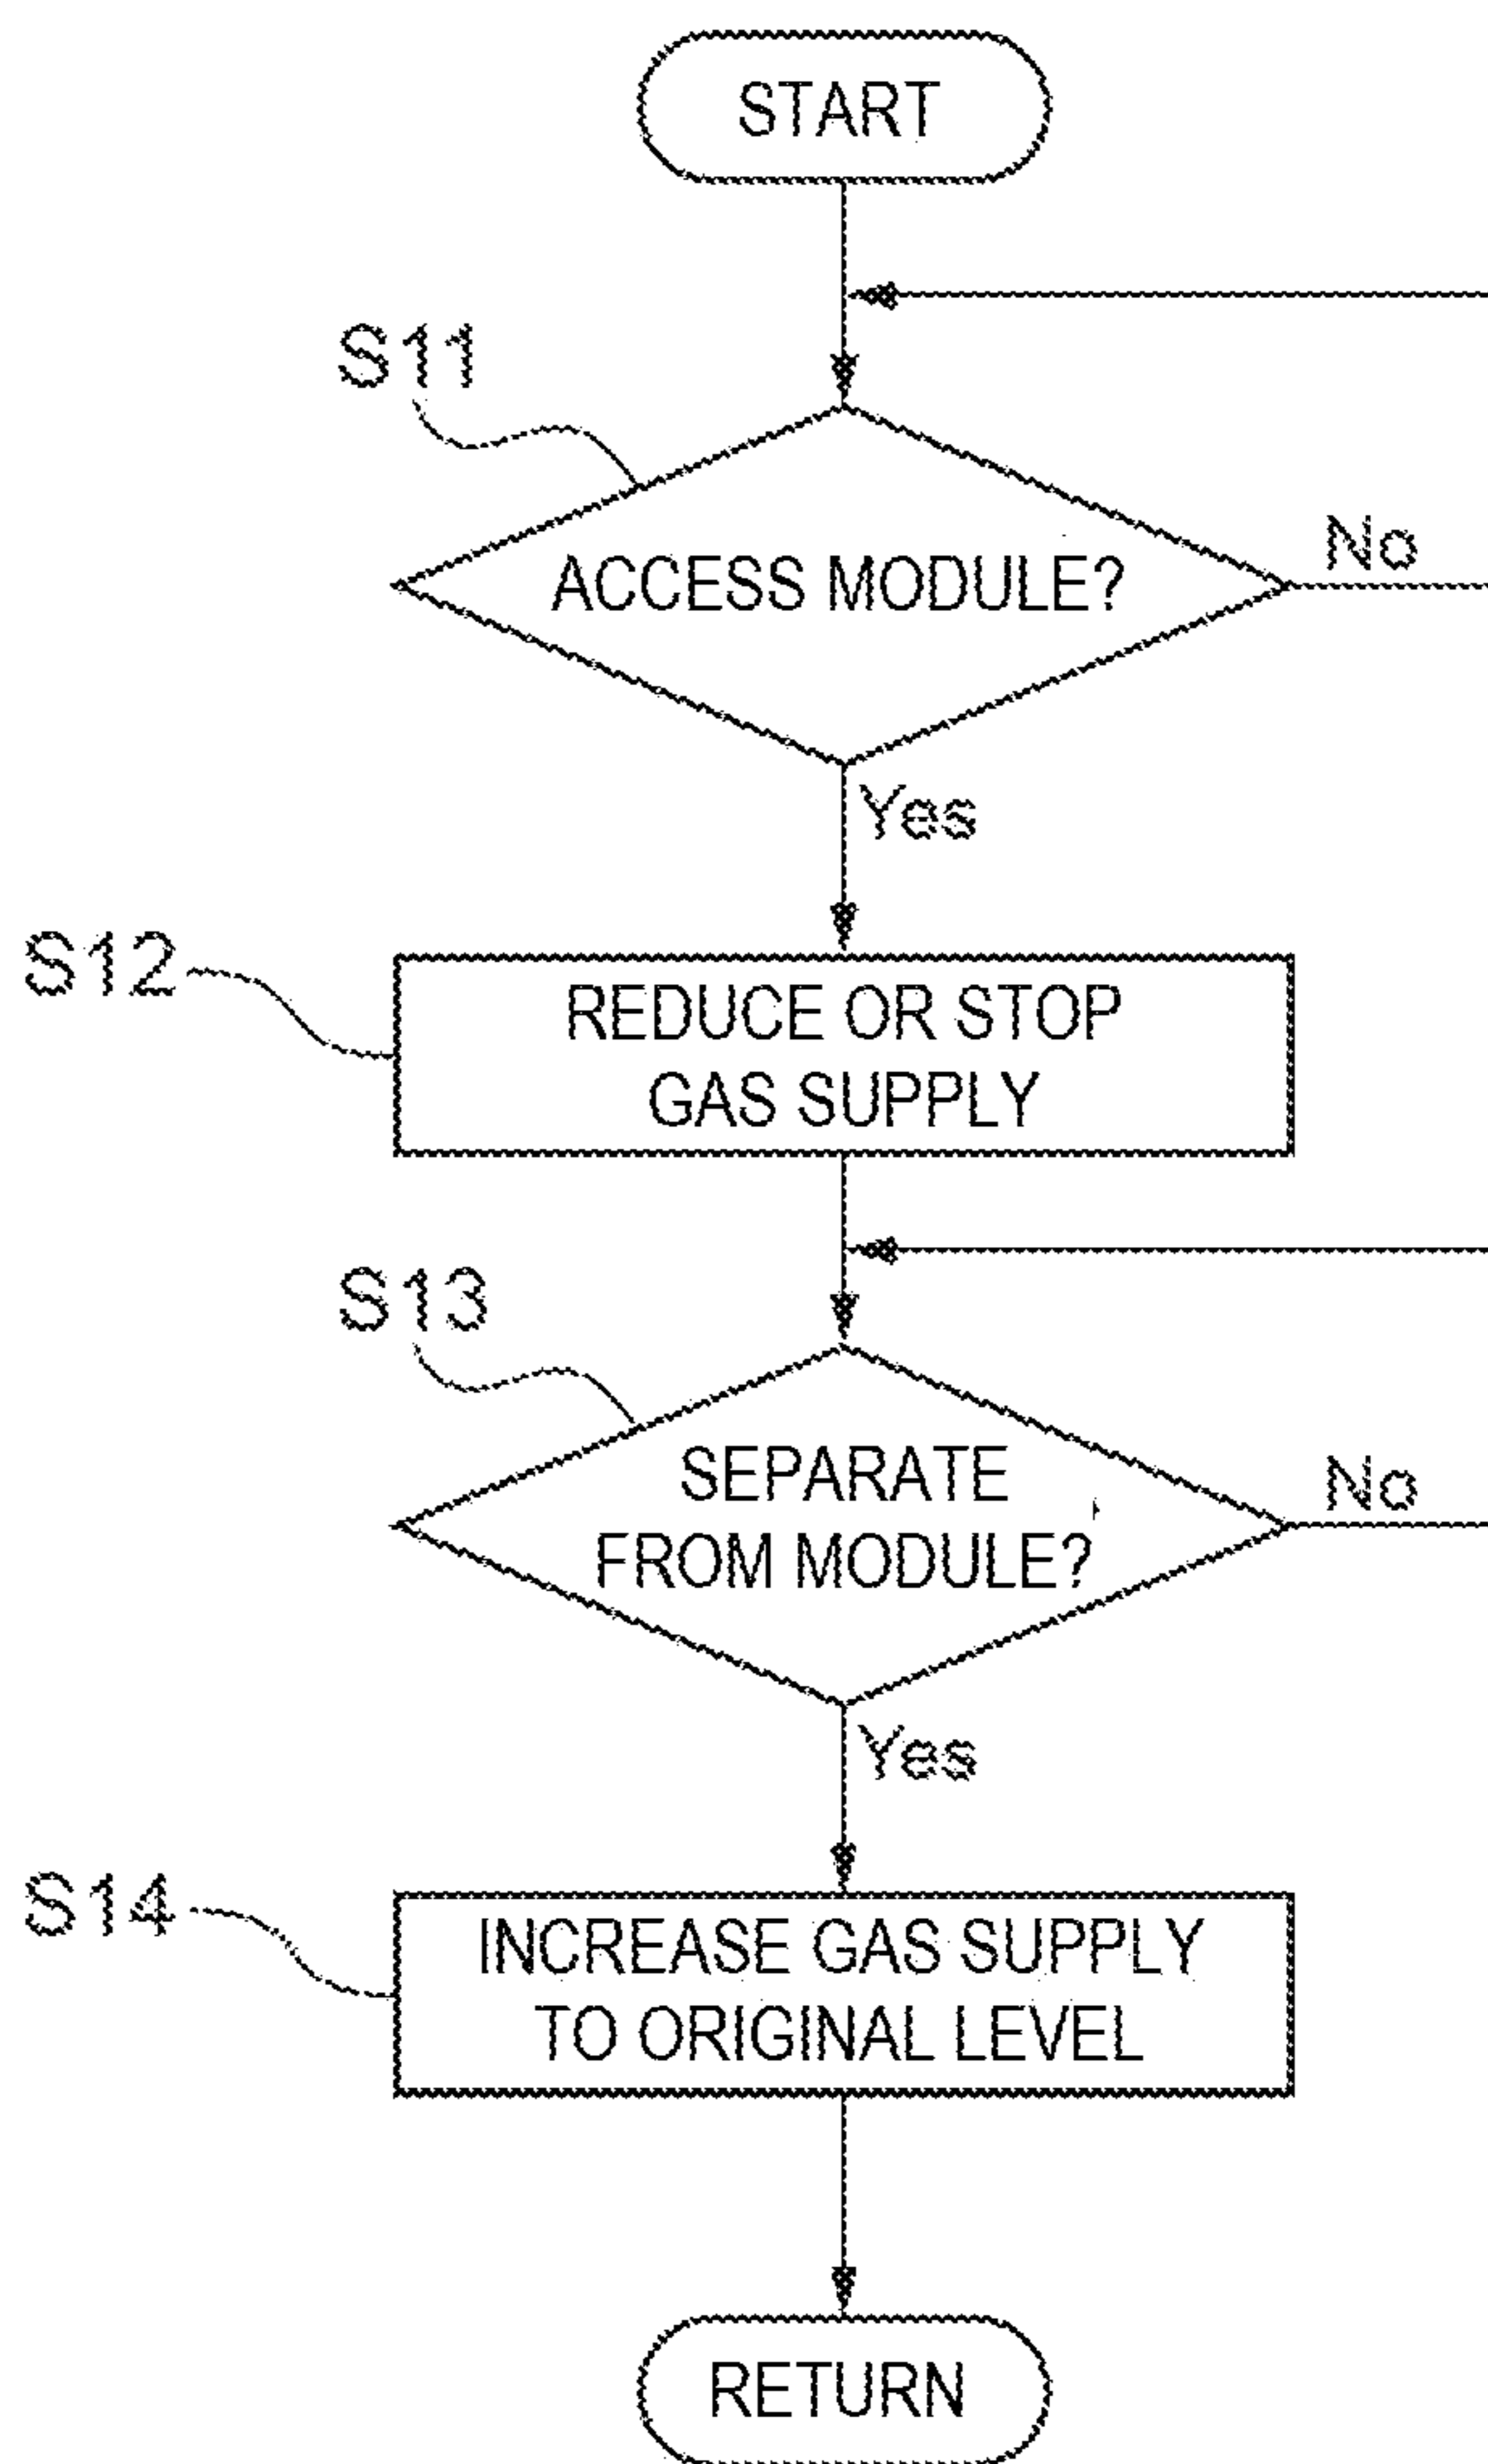 START
S11
ACCESS MODULE?
No
Yes
S12
REDUCE OR STOP
GAS SUPPLY
S13
SEPARATE
FROM MODULE?
No
Yes
S14
INCREASE GAS SUPPLY
TO ORIGINAL LEVEL
RETURN